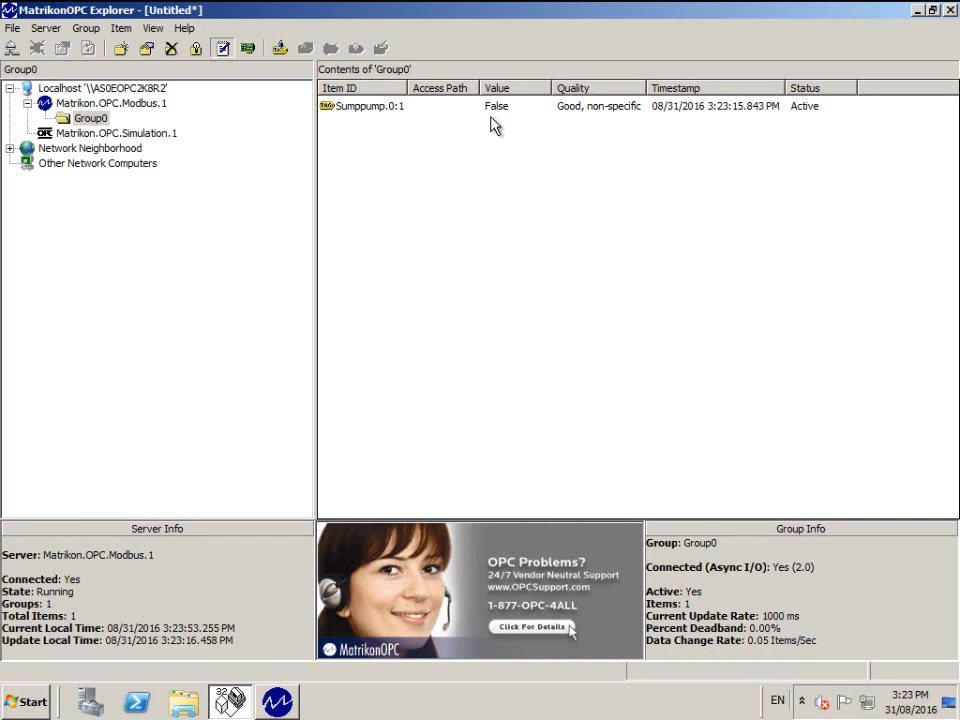 MatrikonOPC Explorer - [Untitled*]
File Server Group Item View Help
Group0
Contents of 'Group0'
Localhost '\\AS0EOPC2K8R2'
Matrikon.OPC.Modbus.1
Group0
Matrikon.OPC.Simulation.1
Network Neighborhood
Other Network Computers
Item ID Access Path Value Quality Timestamp Status
Sumppump.0:1 False Good, non-specific 08/31/2016 3:23:15.843 PM Active
Server Info
Server: Matrikon.OPC.Modbus.1
Connected: Yes
State: Running
Groups: 1
Total Items: 1
Current Local Time: 08/31/2016 3:23:53.255 PM
Update Local Time: 08/31/2016 3:23:16.458 PM
OPC Problems?
24/7 Vendor Neutral Support
www.OPCSupport.com
1-877-OPC-4ALL
Click For Details
MatrikonOPC
Group Info
Group: Group0
Connected (Async I/O): Yes (2.0)
Active: Yes
Items: 1
Current Update Rate: 1000 ms
Percent Deadband: 0.00%
Data Change Rate: 0.05 Items/Sec
Start
32
EN
3:23 PM
31/08/2016